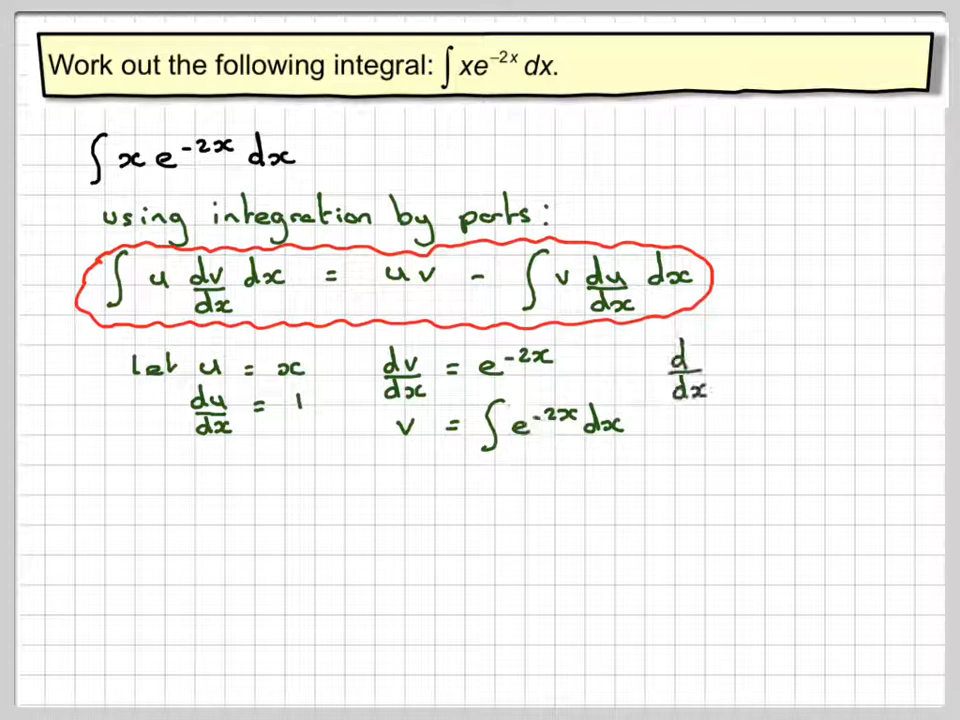 Work out the following integral: ∫ xe⁻²ˣ dx.
∫ x e⁻²ˣ dx
using integration by parts:
∫ u dv/dx dx = uv - ∫ v du/dx dx
Let u = x dv/dx = e⁻²ˣ d/dx
du/dx = 1 v = ∫ e⁻²ˣ dx